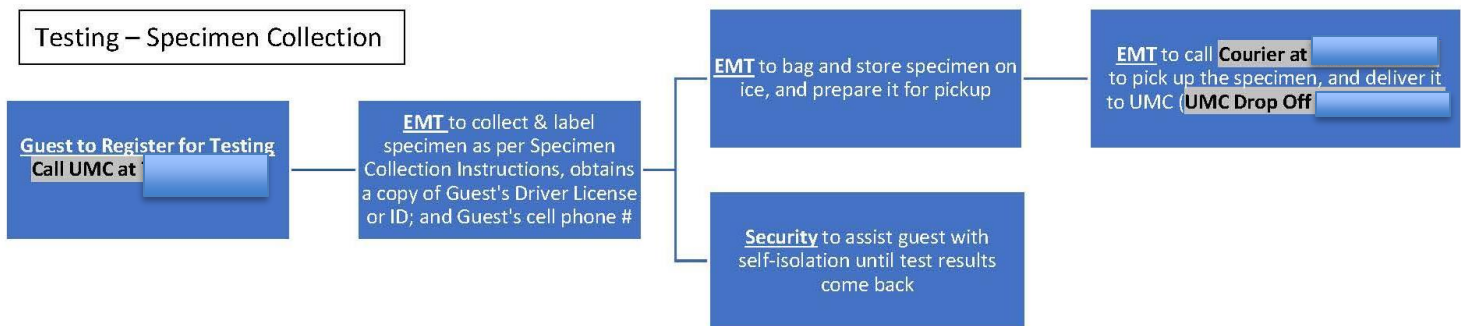 Testing – Specimen Collection
Guest to Register for Testing
Call UMC at
EMT to collect & label
specimen as per Specimen
Collection Instructions, obtains
a copy of Guest's Driver License
or ID; and Guest's cell phone #
EMT to bag and store specimen on
ice, and prepare it for pickup
Security to assist guest with
self-isolation until test results
come back
EMT to call Courier at
to pick up the specimen, and deliver it
to UMC (UMC Drop Off